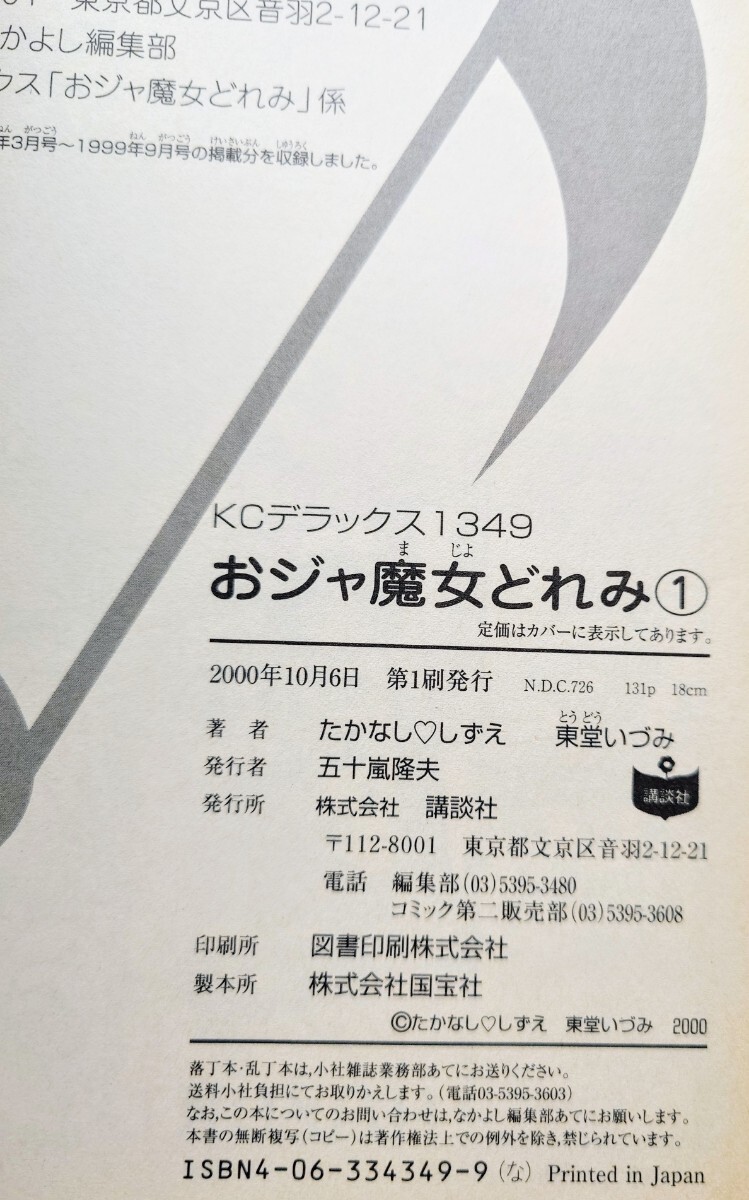 東京都文京区音羽2-12-21
かよし編集部
クス「おジャ魔女どれみ」係
年3月号〜1999年9月号の掲載分を収録しました。
KCデラックス1349
おジャ魔女どれみ①
定価はカバーに表示してあります。
2000年10月6日 第1刷発行 N.D.C.726 131p 18cm
著者 たかなし♡しずえ 東堂いづみ
発行者 五十嵐隆夫
発行所 株式会社 講談社
講談社
〒112-8001 東京都文京区音羽2-12-21
電話 編集部(03)5395-3480
コミック第二販売部(03)5395-3608
印刷所 図書印刷株式会社
製本所 株式会社国宝社
©たかなし♡しずえ 東堂いづみ 2000
落丁本・乱丁本は,小社雑誌業務部あてにお送りください。
送料小社負担にてお取りかえします。(電話03-5395-3603)
なお,この本についてのお問い合わせは,なかよし編集部あてにお願いします。
本書の無断複写(コピー)は著作権法上での例外を除き,禁じられています。
ISBN4-06-334349-9 (な) Printed in Japan